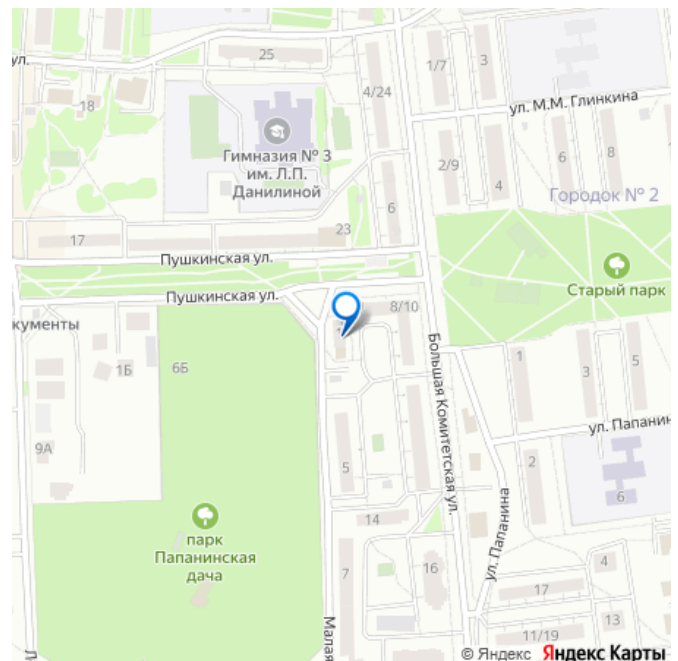 ул.
25
1/7
3
18
4/24
ул. М.М. Глинкина
Гимназия № 3
им. Л.П.
Данилиной
2/9
6
8
4
6
Городок № 2
17
23
Пушкинская ул.
Старый парк
Пушкинская ул.
8/10
кументы
Большая Комитетская ул.
1Б
6Б
1
3
5
9А
ул. Папанин
5
2
6
14
парк
Папанинская
дача
ул. Папанина
7
16
4
17
13
11/19
Малая
Л
© Яндекс Яндекс Карты